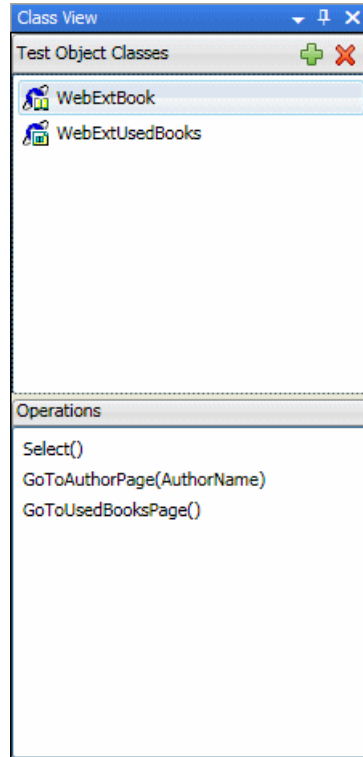 Class View
Test Object Classes
WebExtBook
WebExtUsedBooks
Operations
Select()
GoToAuthorPage(AuthorName)
GoToUsedBooksPage()